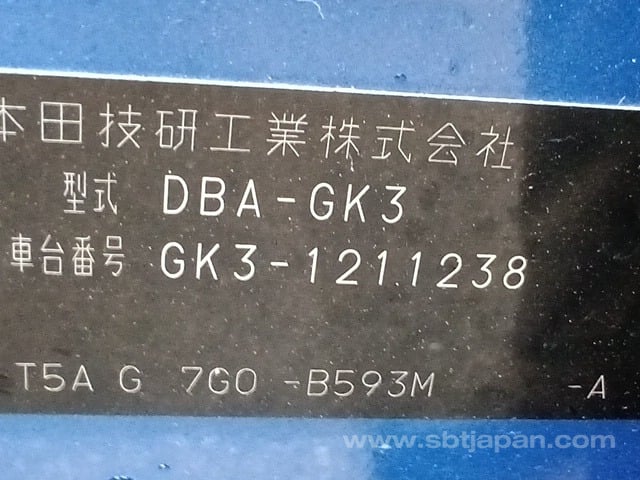 本田技研工業株式会社
型式 DBA-GK3
車台番号 GK3-1211238
T5A G 7G0 -B593M -A
www.sbtjapan.com